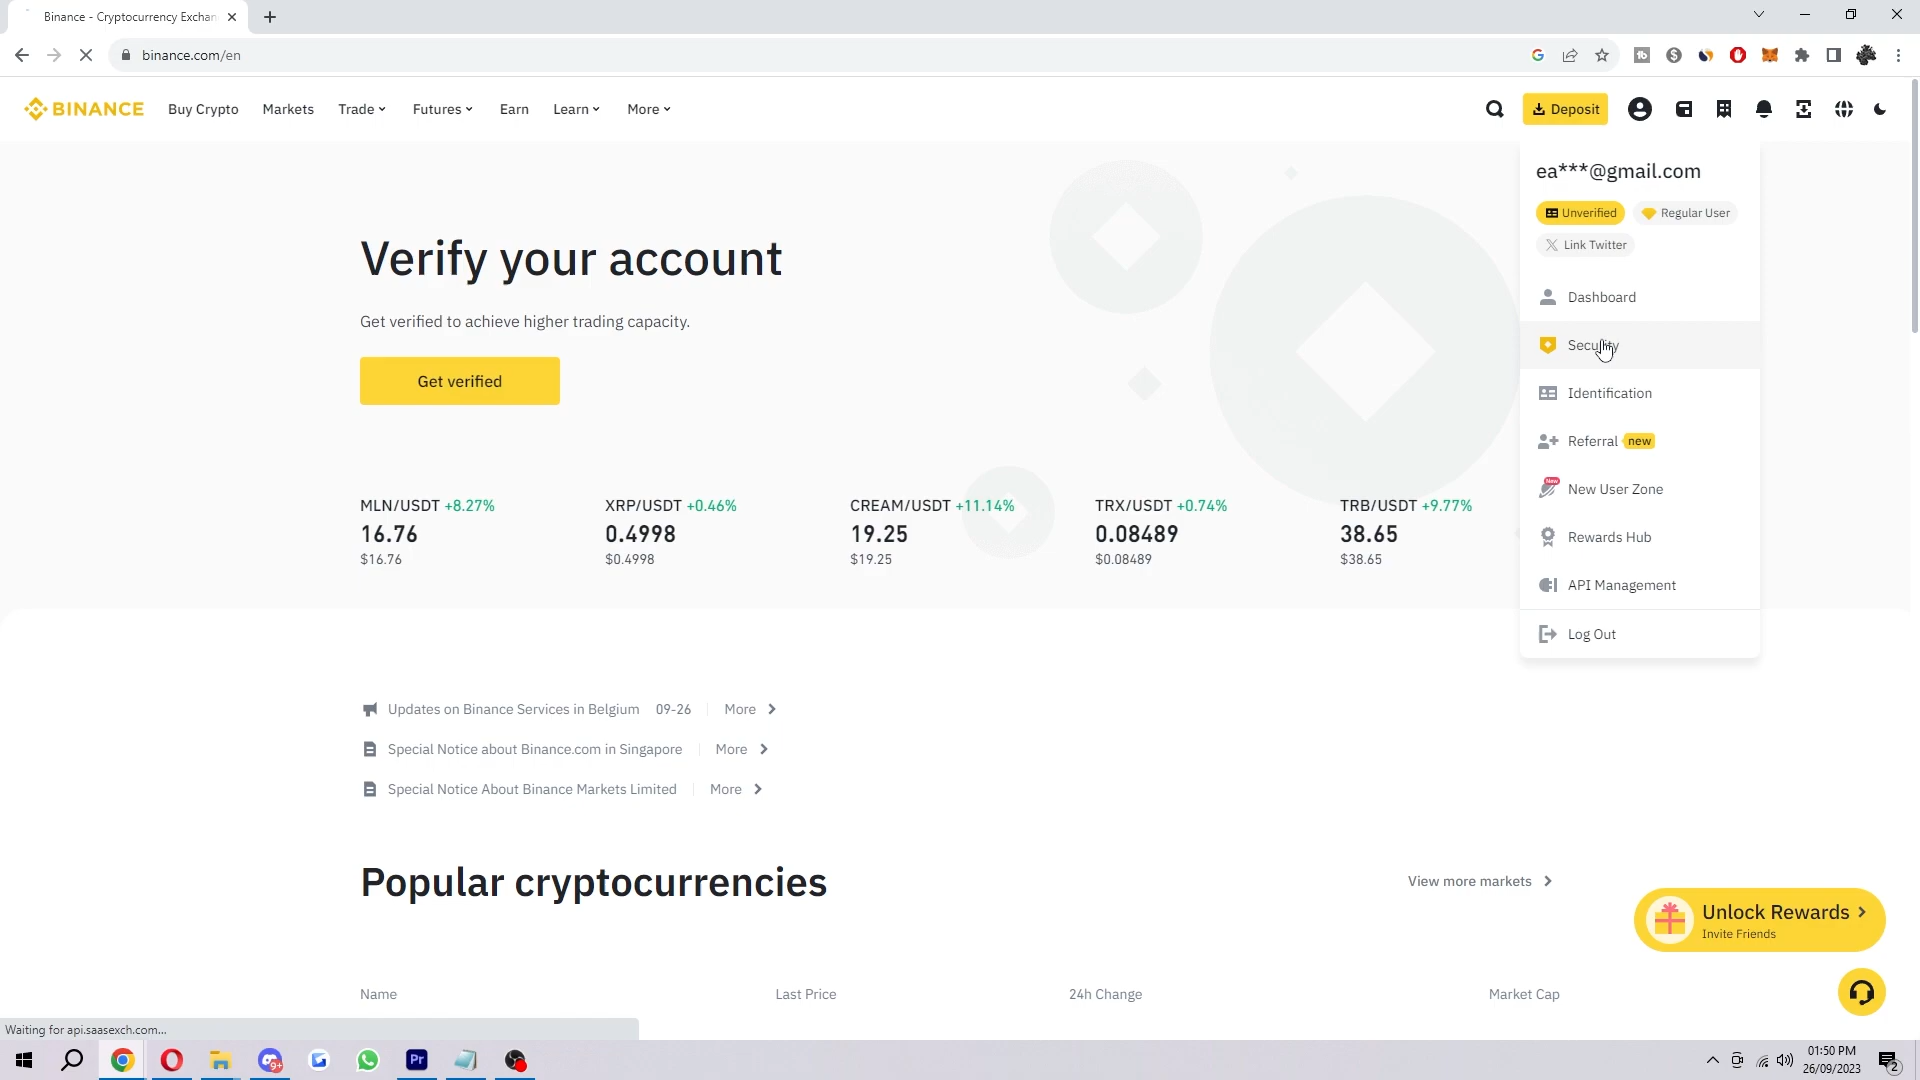 Binance - Cryptocurrency Exchan
binance.com/en
BINANCE
Buy Crypto
Markets
Trade
Futures
Earn
Learn
More
Deposit
ea***@gmail.com
Unverified
Regular User
Link Twitter
Dashboard
Security
Identification
Referral new
New User Zone
Rewards Hub
API Management
Log Out
Verify your account
Get verified to achieve higher trading capacity.
Get verified
MLN/USDT +8.27%
16.76
$16.76
XRP/USDT +0.46%
0.4998
$0.4998
CREAM/USDT +11.14%
19.25
$19.25
TRX/USDT +0.74%
0.08489
$0.08489
TRB/USDT +9.77%
38.65
$38.65
Updates on Binance Services in Belgium 09-26 More
Special Notice about Binance.com in Singapore More
Special Notice About Binance Markets Limited More
Popular cryptocurrencies
View more markets
Unlock Rewards
Invite Friends
Name
Last Price
24h Change
Market Cap
Waiting for api.saasexch.com...
9+
Pr
01:50 PM
26/09/2023
2